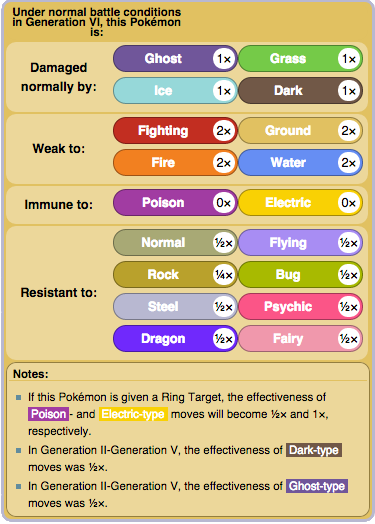 Under normal battle conditions
in Generation VI, this Pokémon
is:
Damaged
normally by:
Ghost 1×
Grass 1×
Ice 1×
Dark 1×
Weak to:
Fighting 2×
Ground 2×
Fire 2×
Water 2×
Immune to:
Poison 0×
Electric 0×
Resistant to:
Normal ½×
Flying ½×
Rock ¼×
Bug ½×
Steel ½×
Psychic ½×
Dragon ½×
Fairy ½×
Notes:
If this Pokémon is given a Ring Target, the effectiveness of
Poison- and Electric-type moves will become ½× and 1×,
respectively.
In Generation II-Generation V, the effectiveness of Dark-type
moves was ½×.
In Generation II-Generation V, the effectiveness of Ghost-type
moves was ½×.